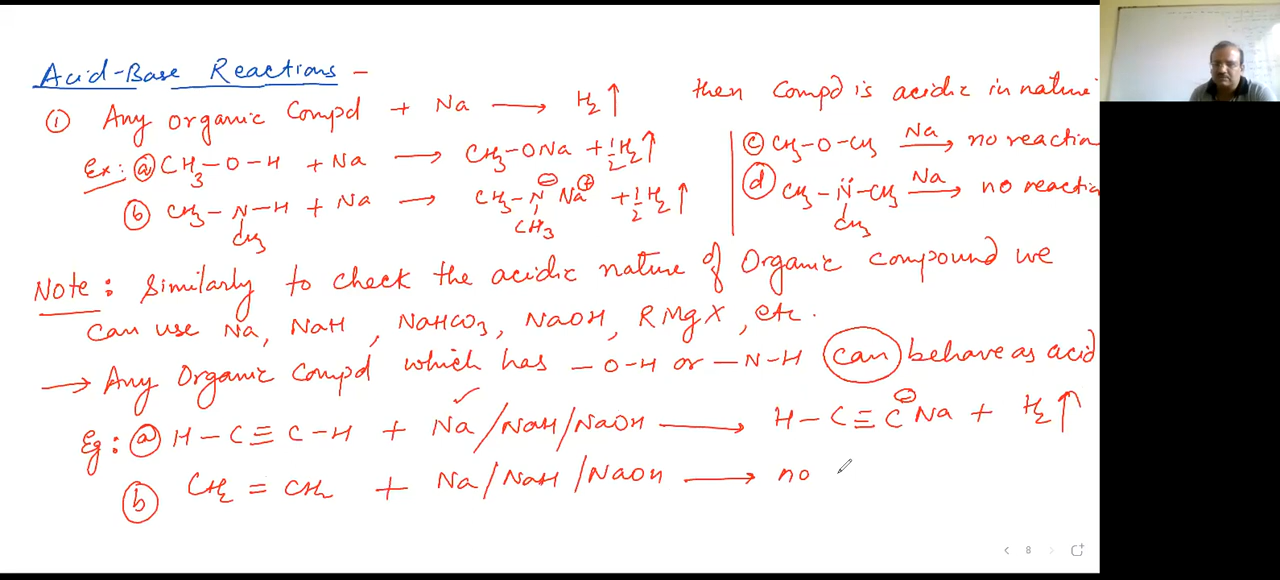 Acid-Base Reactions –
① Any organic Compd + Na ⟶ H₂↑ then Compd is acidic in nature
Ex: ⓐ CH₃–O–H + Na ⟶ CH₃–ONa + ½H₂↑
ⓑ CH₃–N–H + Na ⟶ CH₃–N⊖ Na⊕ + ½H₂↑
CH₃ CH₃
ⓒ CH₃–O–CH₃ Na⟶ no reaction
ⓓ CH₃–N̈–CH₃ Na⟶ no reaction
CH₃
Note: Similarly to check the acidic nature of Organic compound we
can use Na, NaH, NaHCO₃, NaOH, RMgX, etc.
⟶ Any Organic Compd which has –O–H or –N–H can behave as acid
Eg: ⓐ H–C≡C–H + Na/NaH/NaOH ⟶ H–C≡C⊖Na + H₂↑
ⓑ CH₂=CH₂ + Na/NaH/NaOH ⟶ no
8